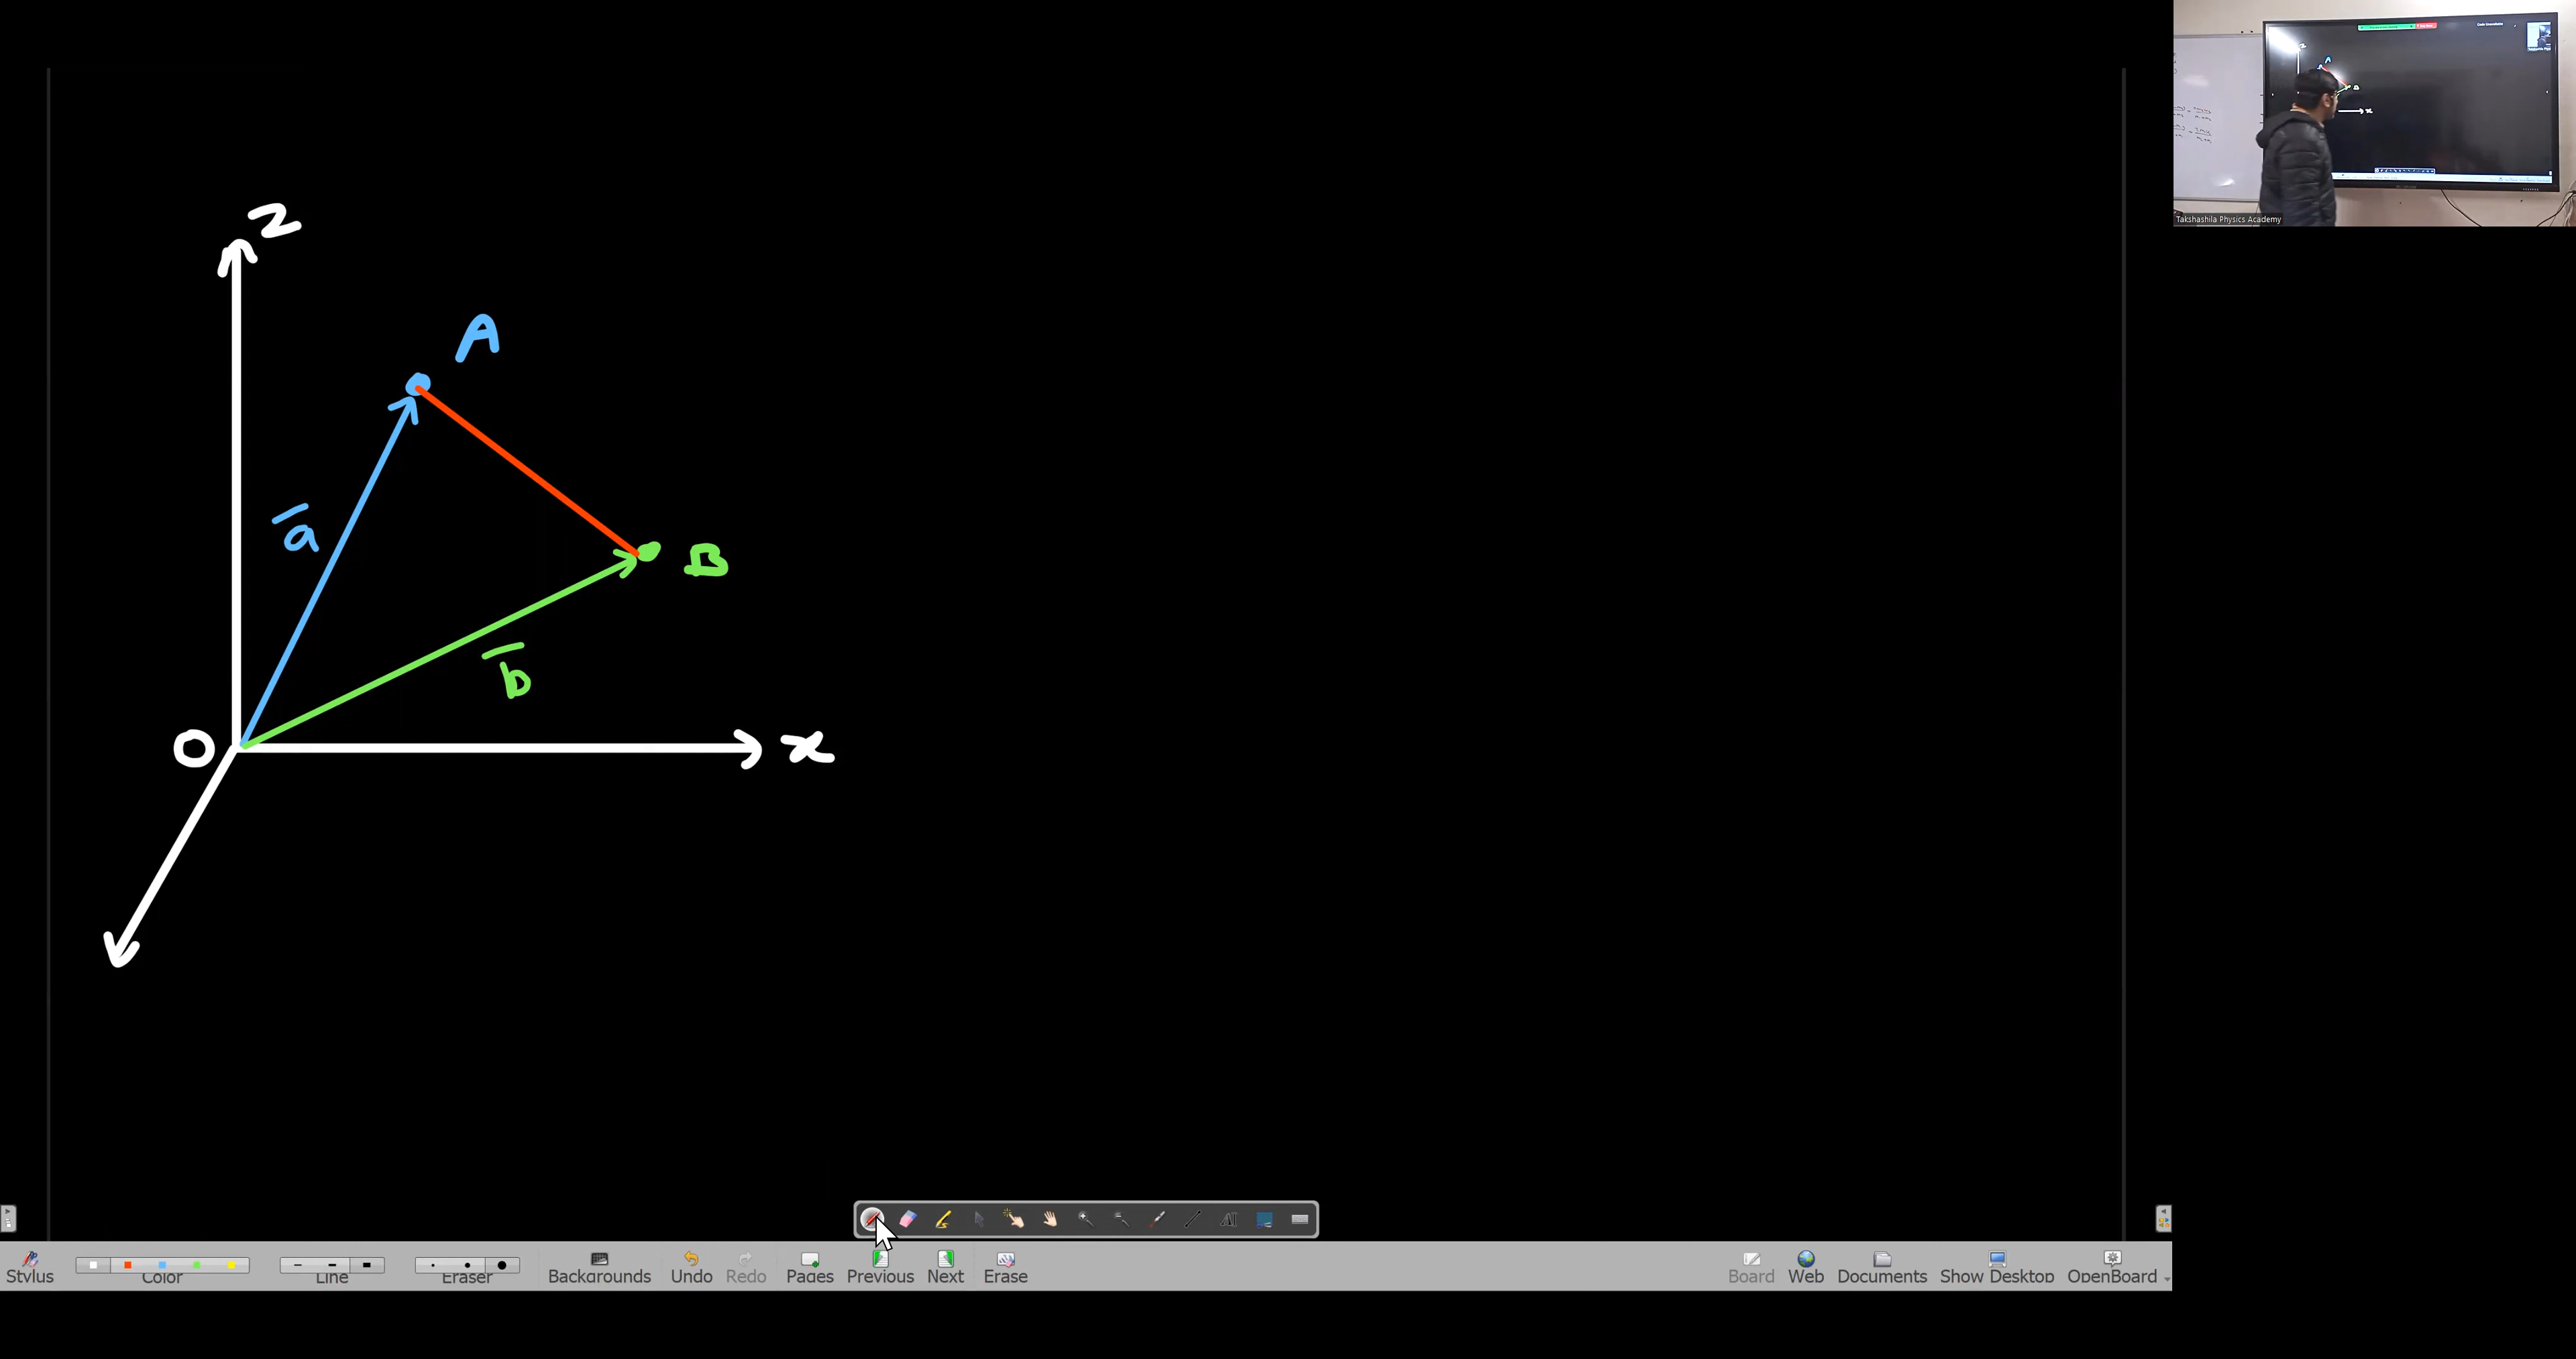 z
A
a̅
B
b̅
O
x
Takshashila Physics Academy
Stylus
Color
Line
Eraser
Backgrounds
Undo
Redo
Pages
Previous
Next
Erase
Board
Web
Documents
Show Desktop
OpenBoard